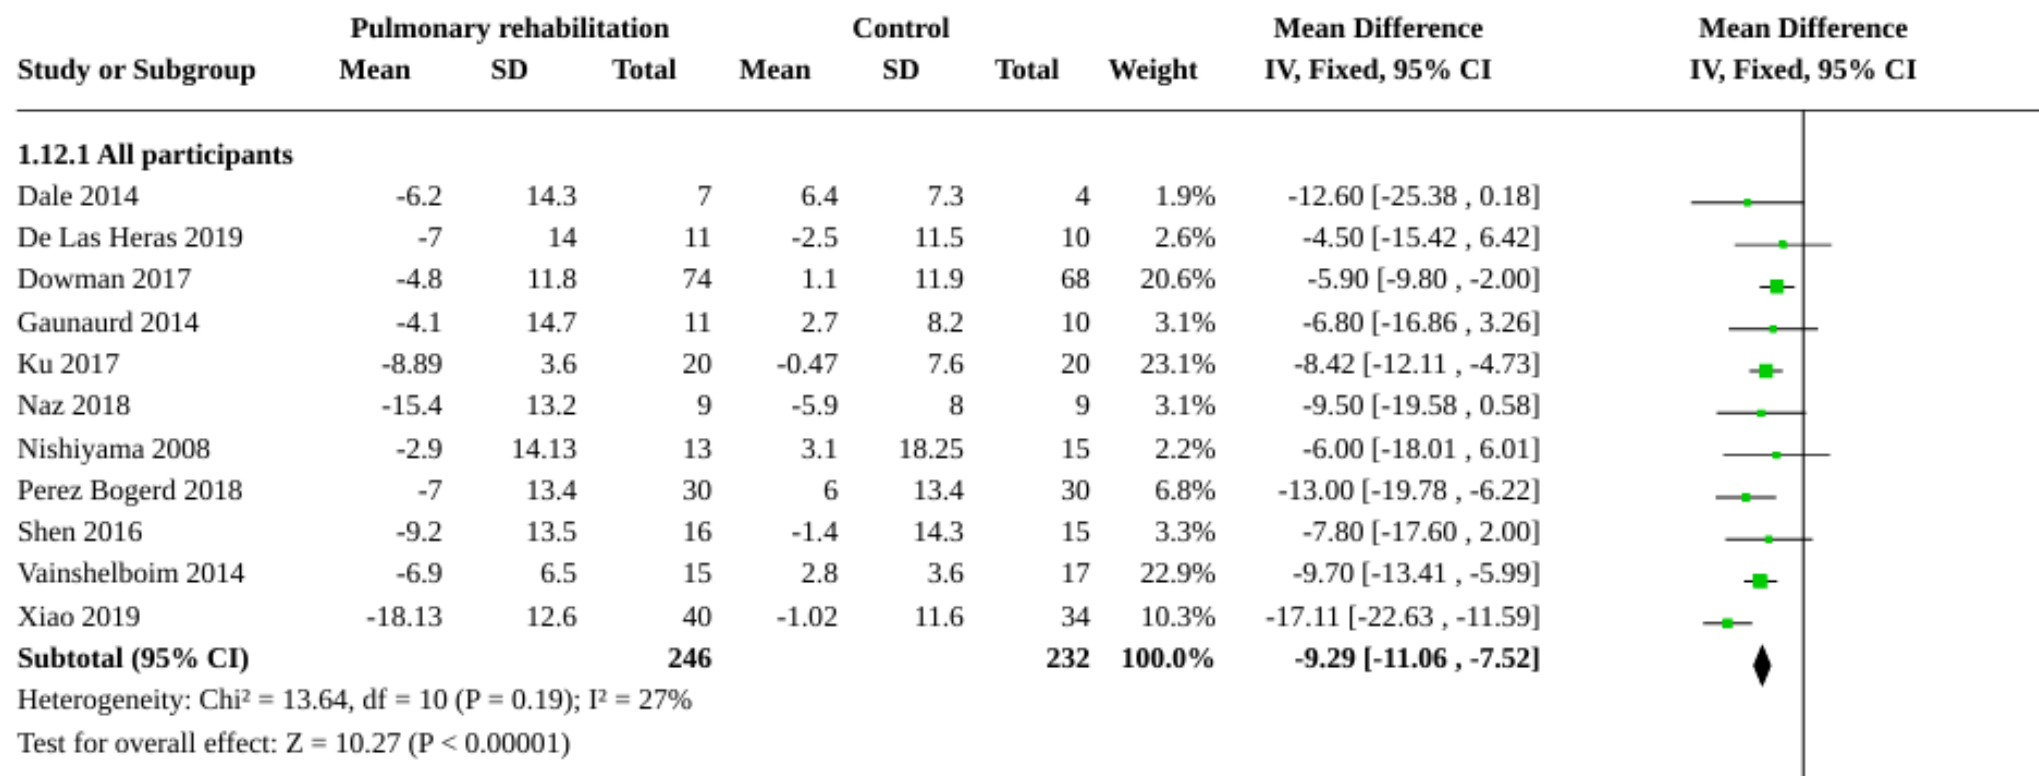 Pulmonary rehabilitation Control Mean Difference Mean Difference
Study or Subgroup Mean SD Total Mean SD Total Weight IV, Fixed, 95% CI IV, Fixed, 95% CI
1.12.1 All participants
Dale 2014 -6.2 14.3 7 6.4 7.3 4 1.9% -12.60 [-25.38 , 0.18]
De Las Heras 2019 -7 14 11 -2.5 11.5 10 2.6% -4.50 [-15.42 , 6.42]
Dowman 2017 -4.8 11.8 74 1.1 11.9 68 20.6% -5.90 [-9.80 , -2.00]
Gaunaurd 2014 -4.1 14.7 11 2.7 8.2 10 3.1% -6.80 [-16.86 , 3.26]
Ku 2017 -8.89 3.6 20 -0.47 7.6 20 23.1% -8.42 [-12.11 , -4.73]
Naz 2018 -15.4 13.2 9 -5.9 8 9 3.1% -9.50 [-19.58 , 0.58]
Nishiyama 2008 -2.9 14.13 13 3.1 18.25 15 2.2% -6.00 [-18.01 , 6.01]
Perez Bogerd 2018 -7 13.4 30 6 13.4 30 6.8% -13.00 [-19.78 , -6.22]
Shen 2016 -9.2 13.5 16 -1.4 14.3 15 3.3% -7.80 [-17.60 , 2.00]
Vainshelboim 2014 -6.9 6.5 15 2.8 3.6 17 22.9% -9.70 [-13.41 , -5.99]
Xiao 2019 -18.13 12.6 40 -1.02 11.6 34 10.3% -17.11 [-22.63 , -11.59]
Subtotal (95% CI) 246 232 100.0% -9.29 [-11.06 , -7.52]
Heterogeneity: Chi² = 13.64, df = 10 (P = 0.19); I² = 27%
Test for overall effect: Z = 10.27 (P < 0.00001)